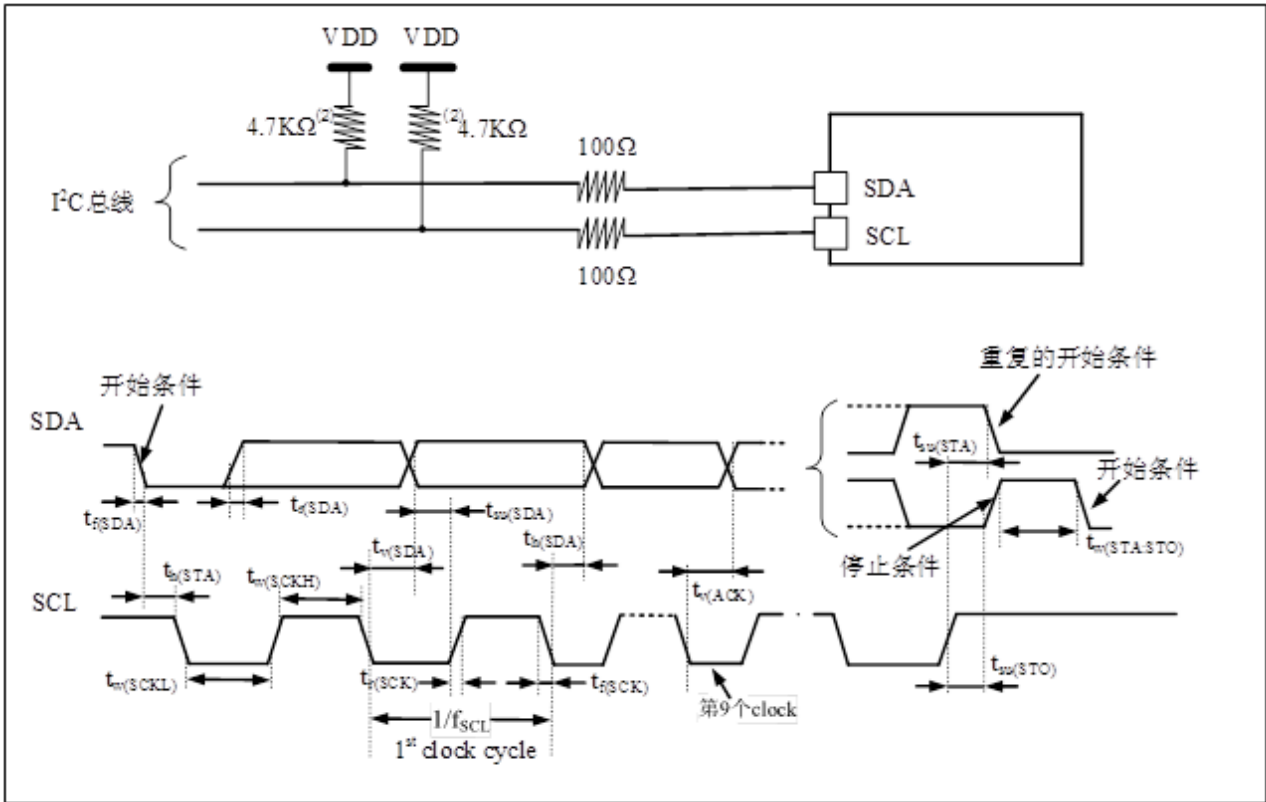 VDD VDD
4.7KΩ(2) (2)4.7KΩ
100Ω
I²C总线
SDA
SCL
100Ω
重复的开始条件
开始条件
SDA
tsu(STA)
开始条件
tf(SDA)
tr(SDA)
tsu(SDA)
tv(SDA)
th(SDA)
停止条件
tw(STA:STO)
th(STA)
tw(SCKH)
tv(ACK)
SCL
tw(SCKL)
tr(SCK)
tf(SCK)
tsu(STO)
第9个clock
1/fSCL
1st clock cycle